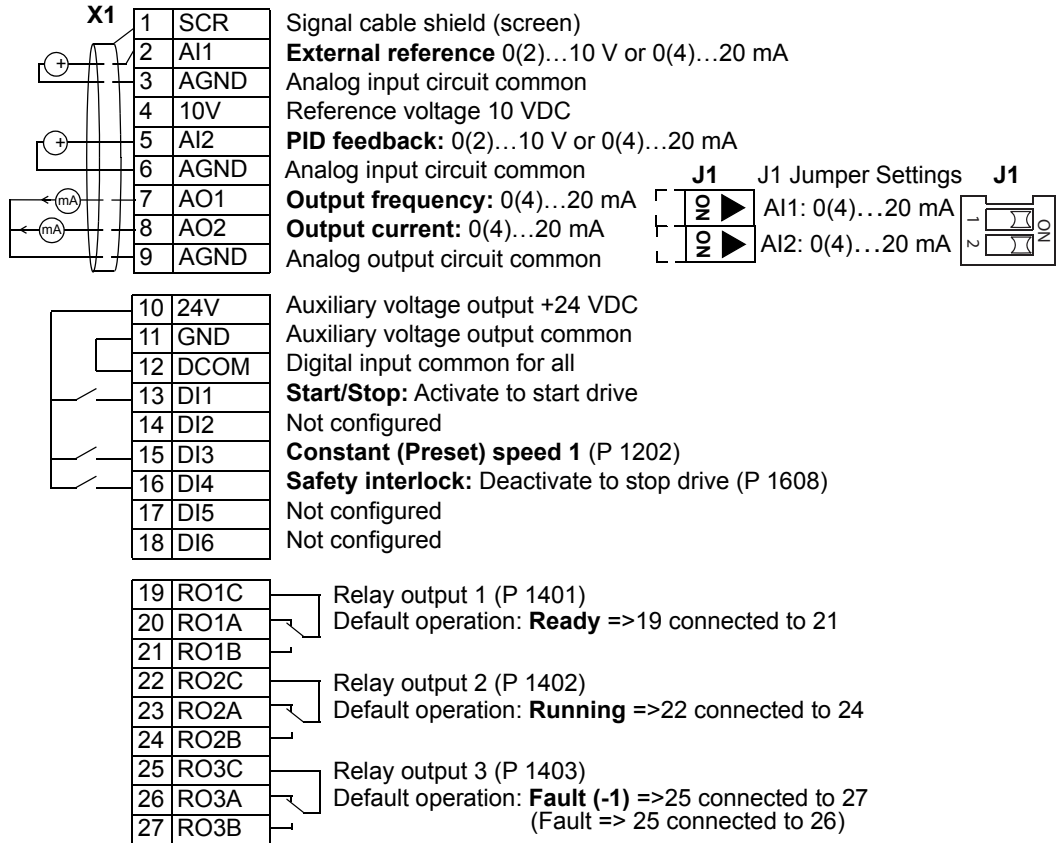 X1
1 SCR Signal cable shield (screen)
2 AI1 External reference 0(2)…10 V or 0(4)…20 mA
3 AGND Analog input circuit common
4 10V Reference voltage 10 VDC
5 AI2 PID feedback: 0(2)…10 V or 0(4)…20 mA
6 AGND Analog input circuit common
7 AO1 Output frequency: 0(4)…20 mA
8 AO2 Output current: 0(4)…20 mA
9 AGND Analog output circuit common
+
+
mA
mA
J1 J1 Jumper Settings J1
ON AI1: 0(4)…20 mA
ON AI2: 0(4)…20 mA
1 2 ON
10 24V Auxiliary voltage output +24 VDC
11 GND Auxiliary voltage output common
12 DCOM Digital input common for all
13 DI1 Start/Stop: Activate to start drive
14 DI2 Not configured
15 DI3 Constant (Preset) speed 1 (P 1202)
16 DI4 Safety interlock: Deactivate to stop drive (P 1608)
17 DI5 Not configured
18 DI6 Not configured
19 RO1C Relay output 1 (P 1401)
20 RO1A Default operation: Ready =>19 connected to 21
21 RO1B
22 RO2C Relay output 2 (P 1402)
23 RO2A Default operation: Running =>22 connected to 24
24 RO2B
25 RO3C Relay output 3 (P 1403)
26 RO3A Default operation: Fault (-1) =>25 connected to 27
27 RO3B (Fault => 25 connected to 26)